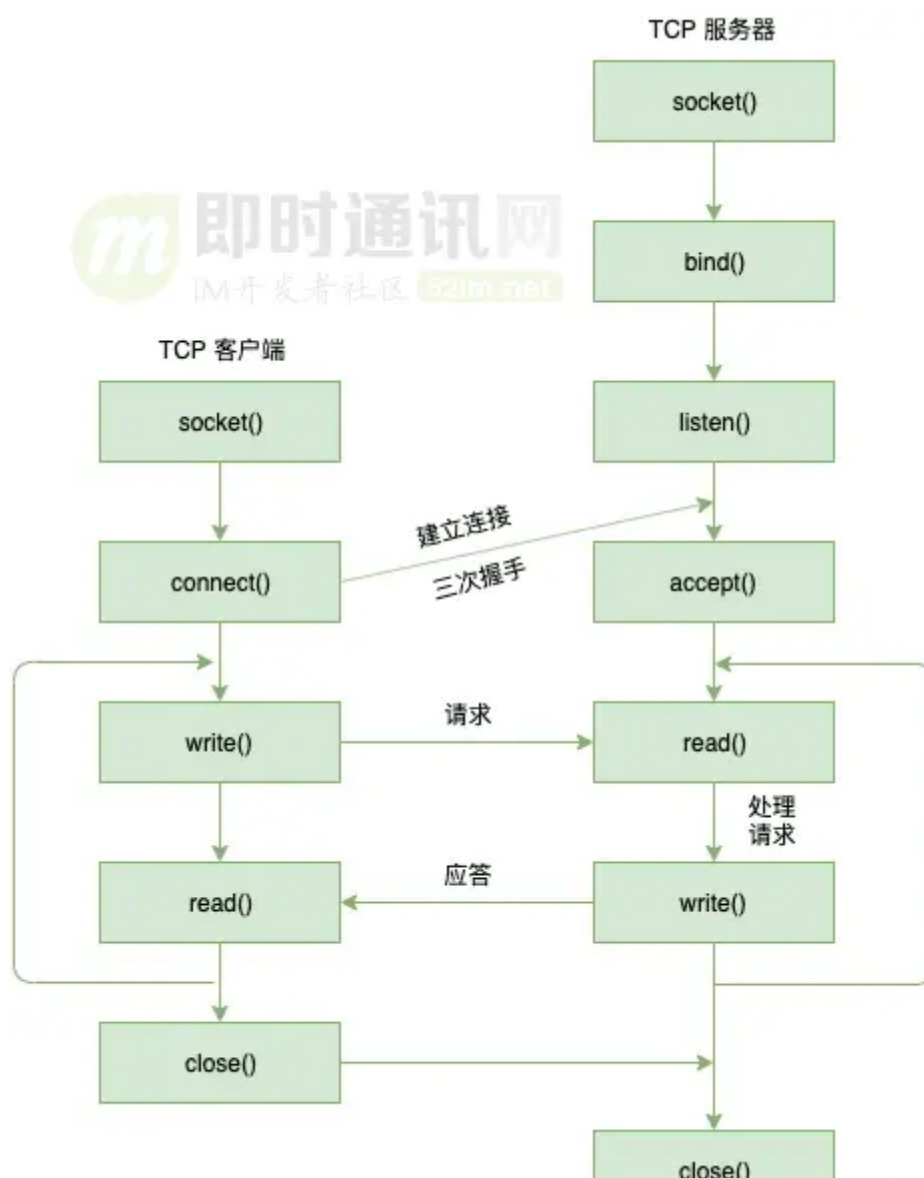 TCP 服务器
socket()
bind()
即时通讯网
IM开发者社区 52im.net
TCP 客户端
socket()
listen()
建立连接
三次握手
connect()
accept()
write()
请求
read()
处理
请求
read()
应答
write()
close()
close()